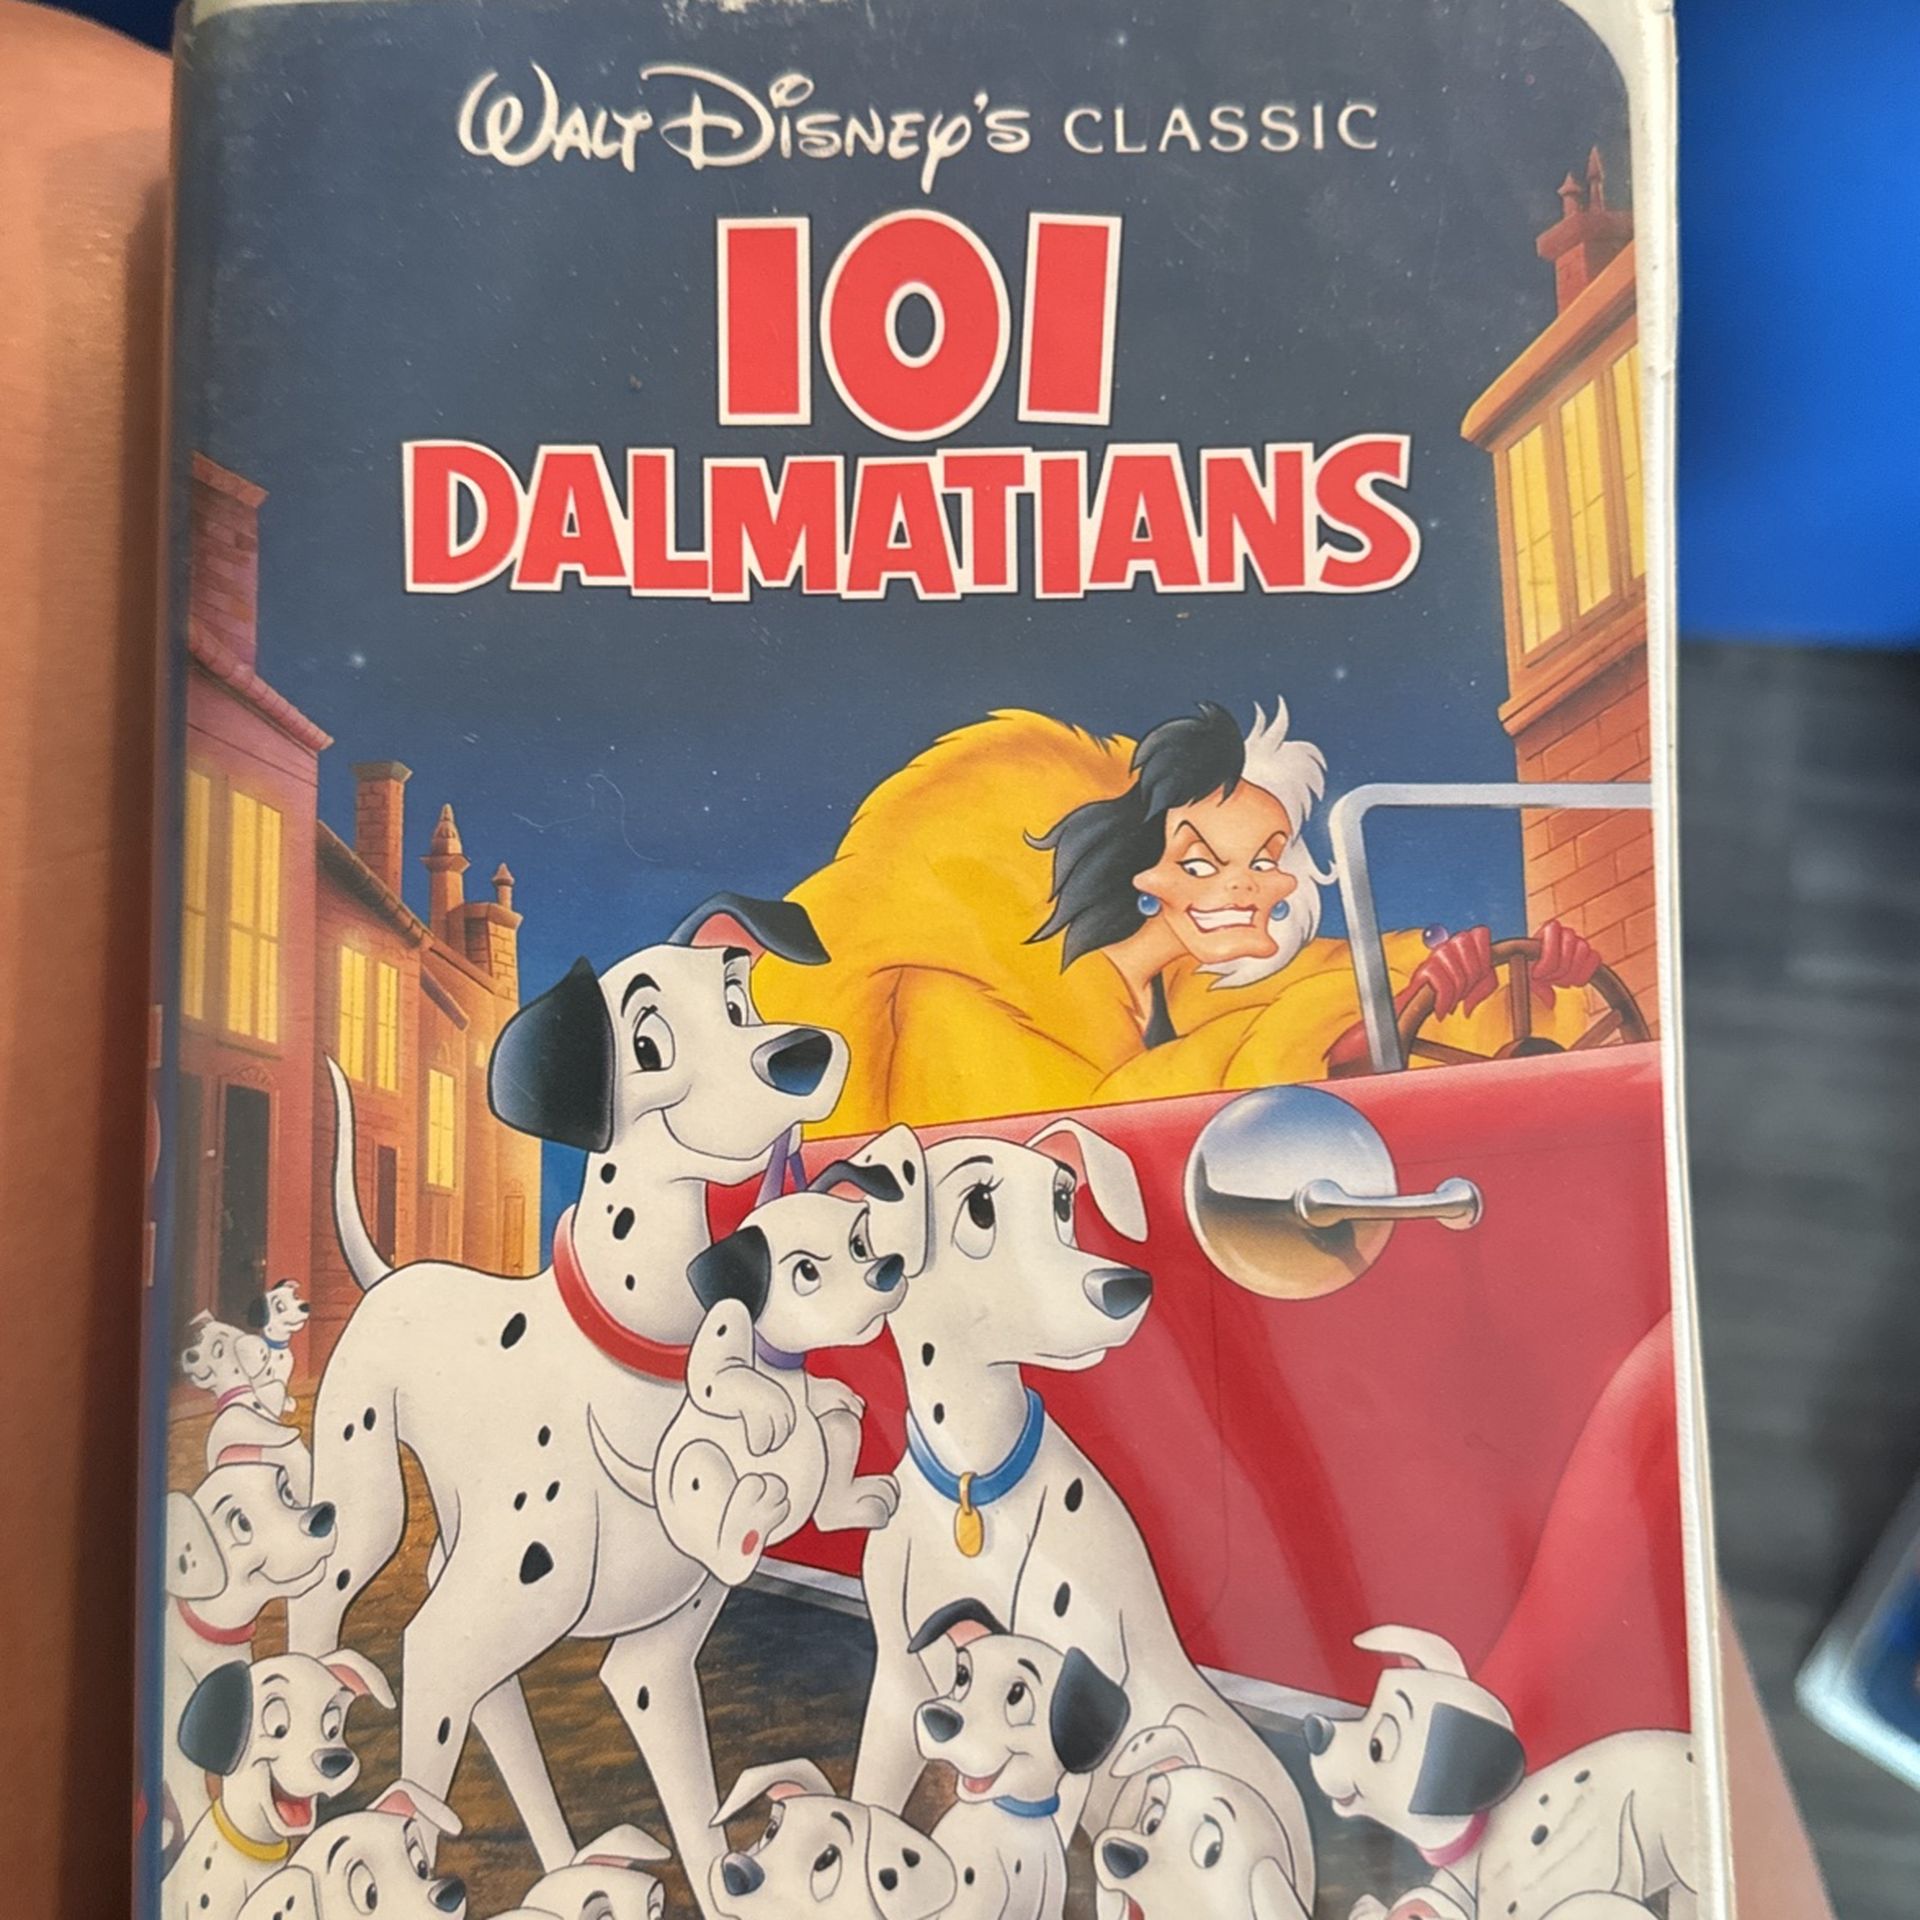 WALT DISNEY'S CLASSIC
101
DALMATIANS